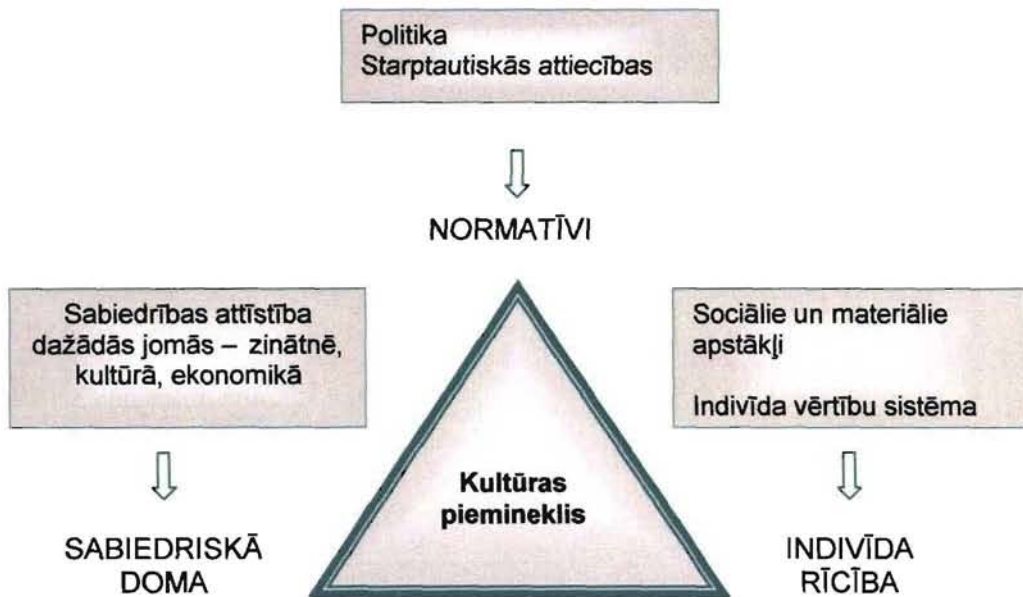 Politika
Starptautiskās attiecības
NORMATĪVI
Sabiedrības attīstība
dažādās jomās – zinātnē,
kultūrā, ekonomikā
Sociālie un materiālie
apstākļi
Indivīda vērtību sistēma
Kultūras
piemineklis
SABIEDRISKĀ
DOMA
INDIVĪDA
RĪCĪBA